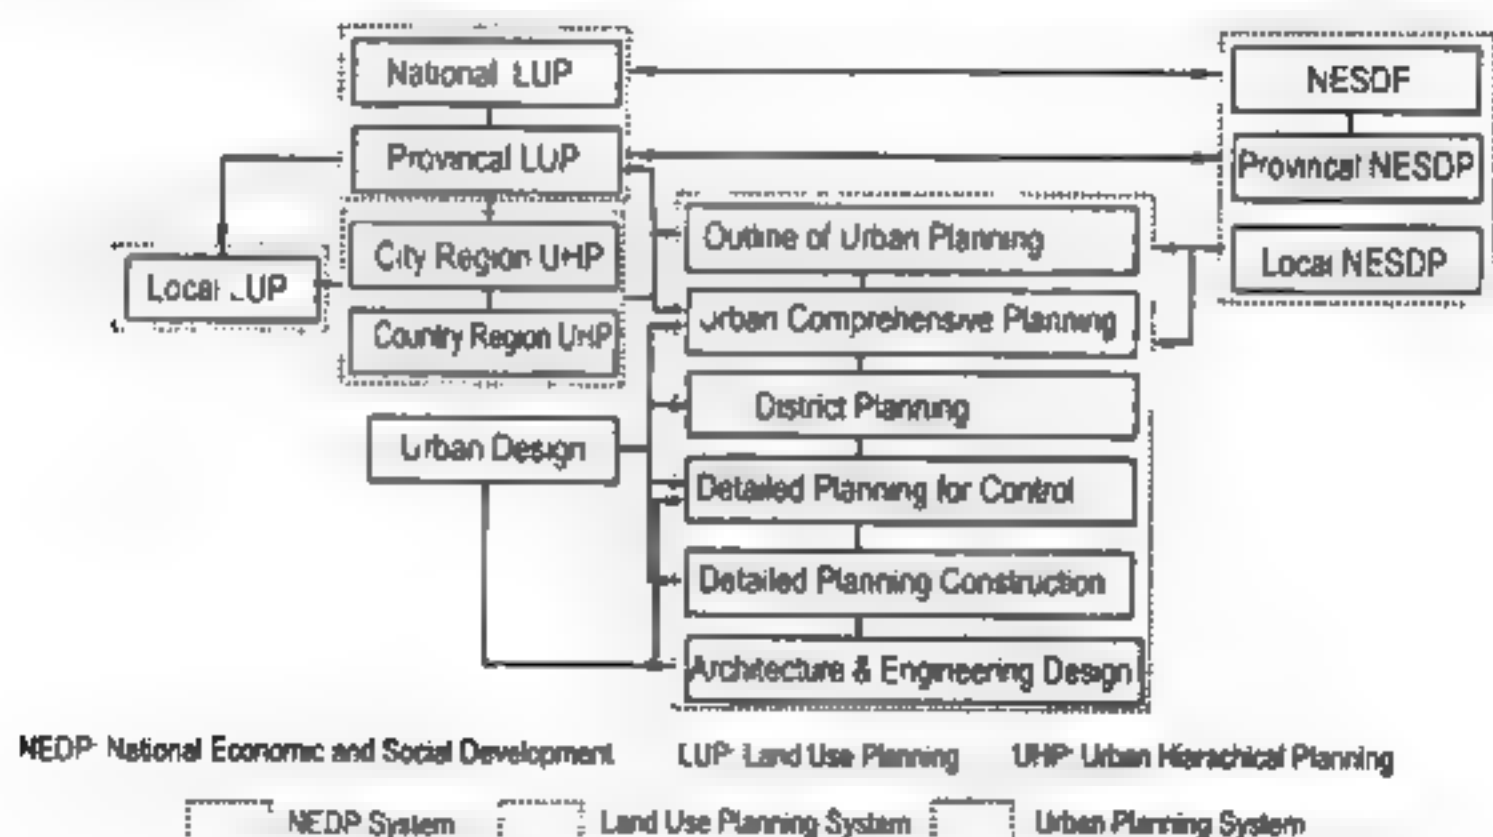 National LUP
NESDF
Provincal LUP
Provincal NESDP
Outline of Urban Planning
City Region UHP
Local NESDP
Local LUP
Urban Comprehensive Planning
Country Region UHP
District Planning
Urban Design
Detailed Planning for Control
Detailed Planning Construction
Architecture & Engineering Design
NEDP: National Economic and Social Development LUP: Land Use Planning UHP: Urban Hierachical Planning
NEDP System Land Use Planning System Urban Planning System